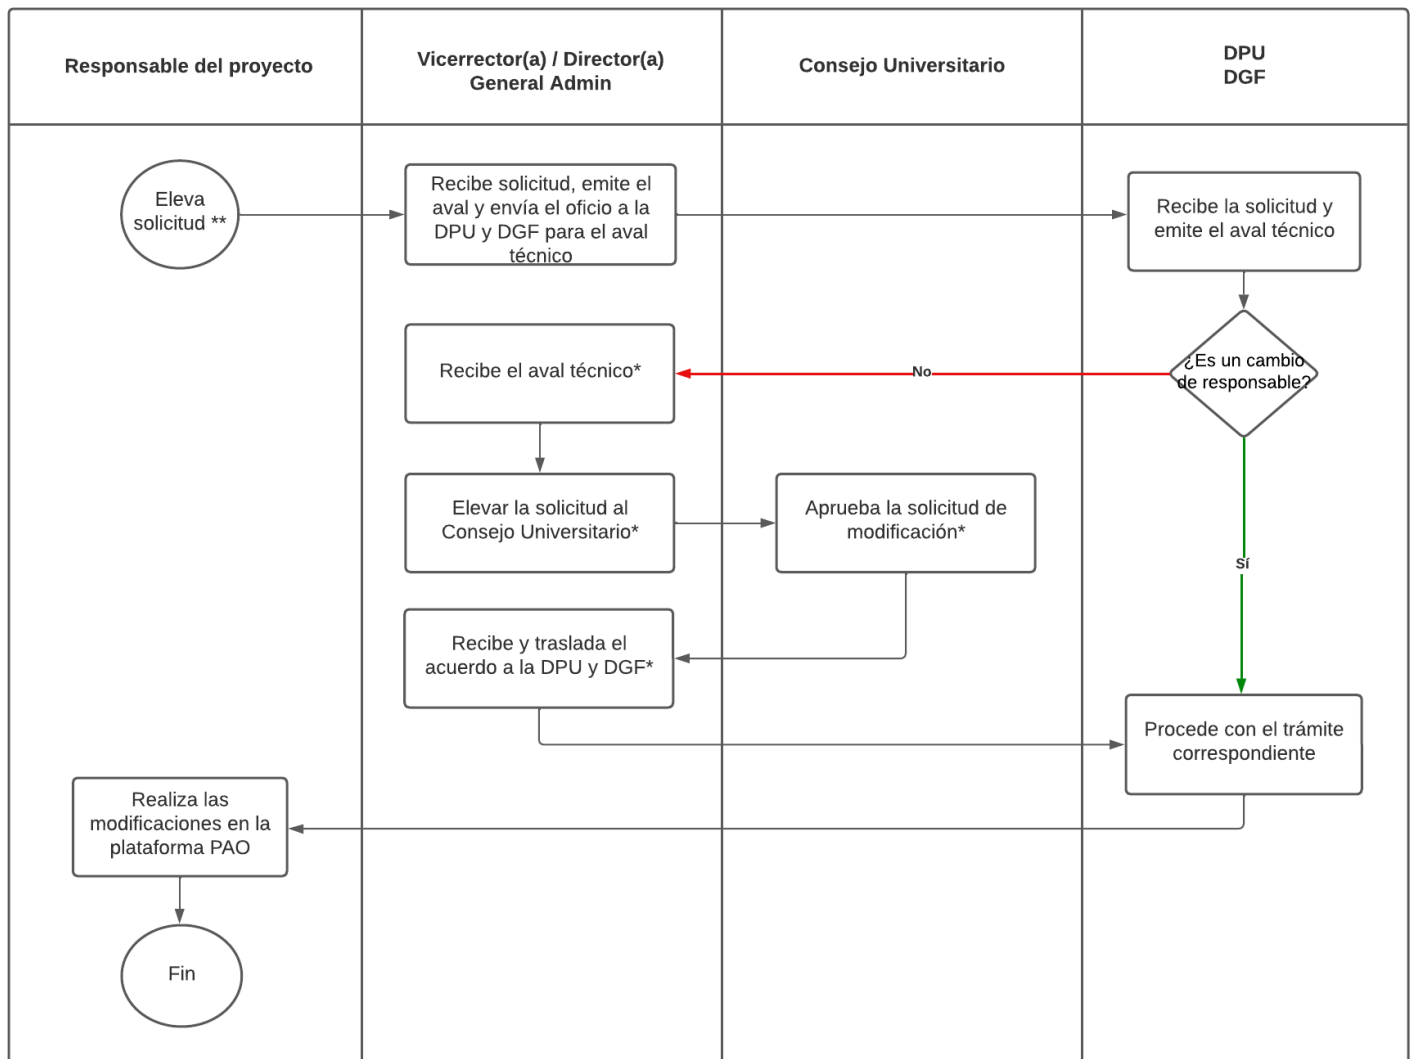 Responsable del proyecto
Vicerrector(a) / Director(a)
General Admin
Consejo Universitario
DPU
DGF
Eleva
solicitud **
Recibe solicitud, emite el
aval y envía el oficio a la
DPU y DGF para el aval
técnico
Recibe la solicitud y
emite el aval técnico
¿Es un cambio
de responsable?
No
Recibe el aval técnico*
Elevar la solicitud al
Consejo Universitario*
Aprueba la solicitud de
modificación*
Sí
Recibe y traslada el
acuerdo a la DPU y DGF*
Procede con el trámite
correspondiente
Realiza las
modificaciones en la
plataforma PAO
Fin